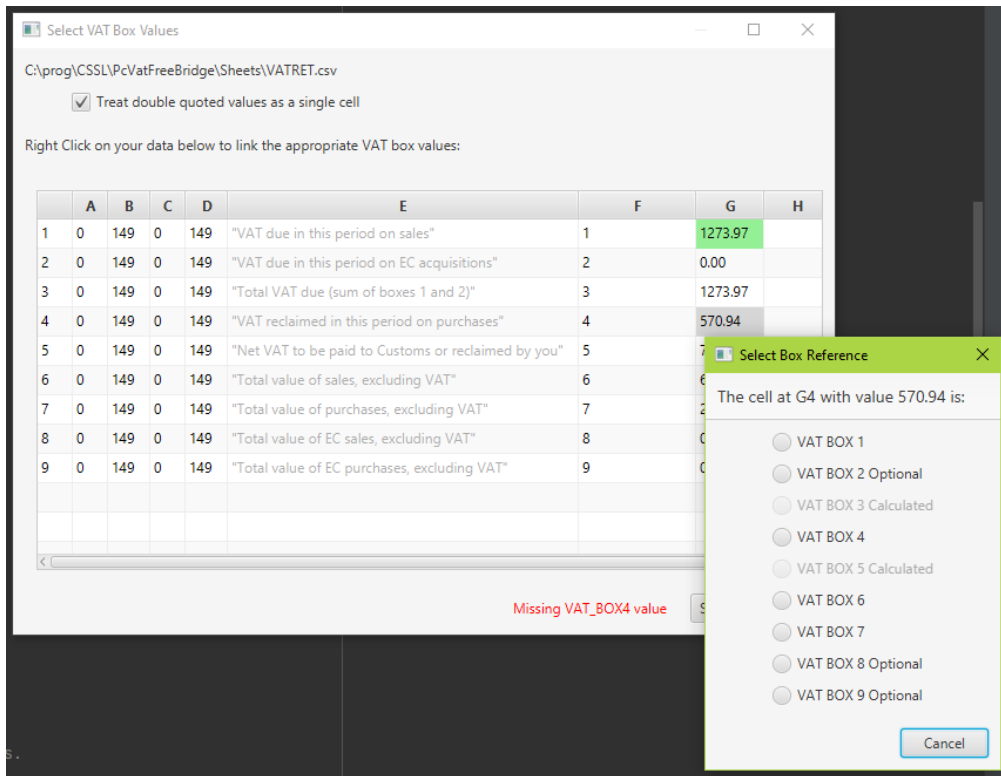 Select VAT Box Values
C:\prog\CSSL\PcVatFreeBridge\Sheets\VATRET.csv
Treat double quoted values as a single cell
Right Click on your data below to link the appropriate VAT box values:
A B C D E F G H
1 0 149 0 149 "VAT due in this period on sales" 1 1273.97
2 0 149 0 149 "VAT due in this period on EC acquisitions" 2 0.00
3 0 149 0 149 "Total VAT due (sum of boxes 1 and 2)" 3 1273.97
4 0 149 0 149 "VAT reclaimed in this period on purchases" 4 570.94
5 0 149 0 149 "Net VAT to be paid to Customs or reclaimed by you" 5
6 0 149 0 149 "Total value of sales, excluding VAT" 6
7 0 149 0 149 "Total value of purchases, excluding VAT" 7
8 0 149 0 149 "Total value of EC sales, excluding VAT" 8
9 0 149 0 149 "Total value of EC purchases, excluding VAT" 9
Missing VAT_BOX4 value
Select Box Reference
The cell at G4 with value 570.94 is:
VAT BOX 1
VAT BOX 2 Optional
VAT BOX 3 Calculated
VAT BOX 4
VAT BOX 5 Calculated
VAT BOX 6
VAT BOX 7
VAT BOX 8 Optional
VAT BOX 9 Optional
Cancel
s.